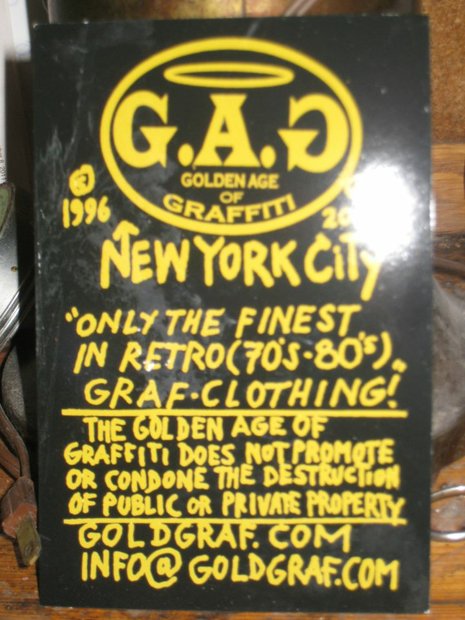 G.A.G
GOLDEN AGE
OF
GRAFFITI
© 1996
NEW YORK CITY
"ONLY THE FINEST
IN RETRO (70'S-80's)"
GRAF-CLOTHING!
THE GOLDEN AGE OF
GRAFFITI DOES NOT PROMOTE
OR CONDONE THE DESTRUCTION
OF PUBLIC OR PRIVATE PROPERTY
GOLDGRAF.COM
INFO@GOLDGRAF.COM